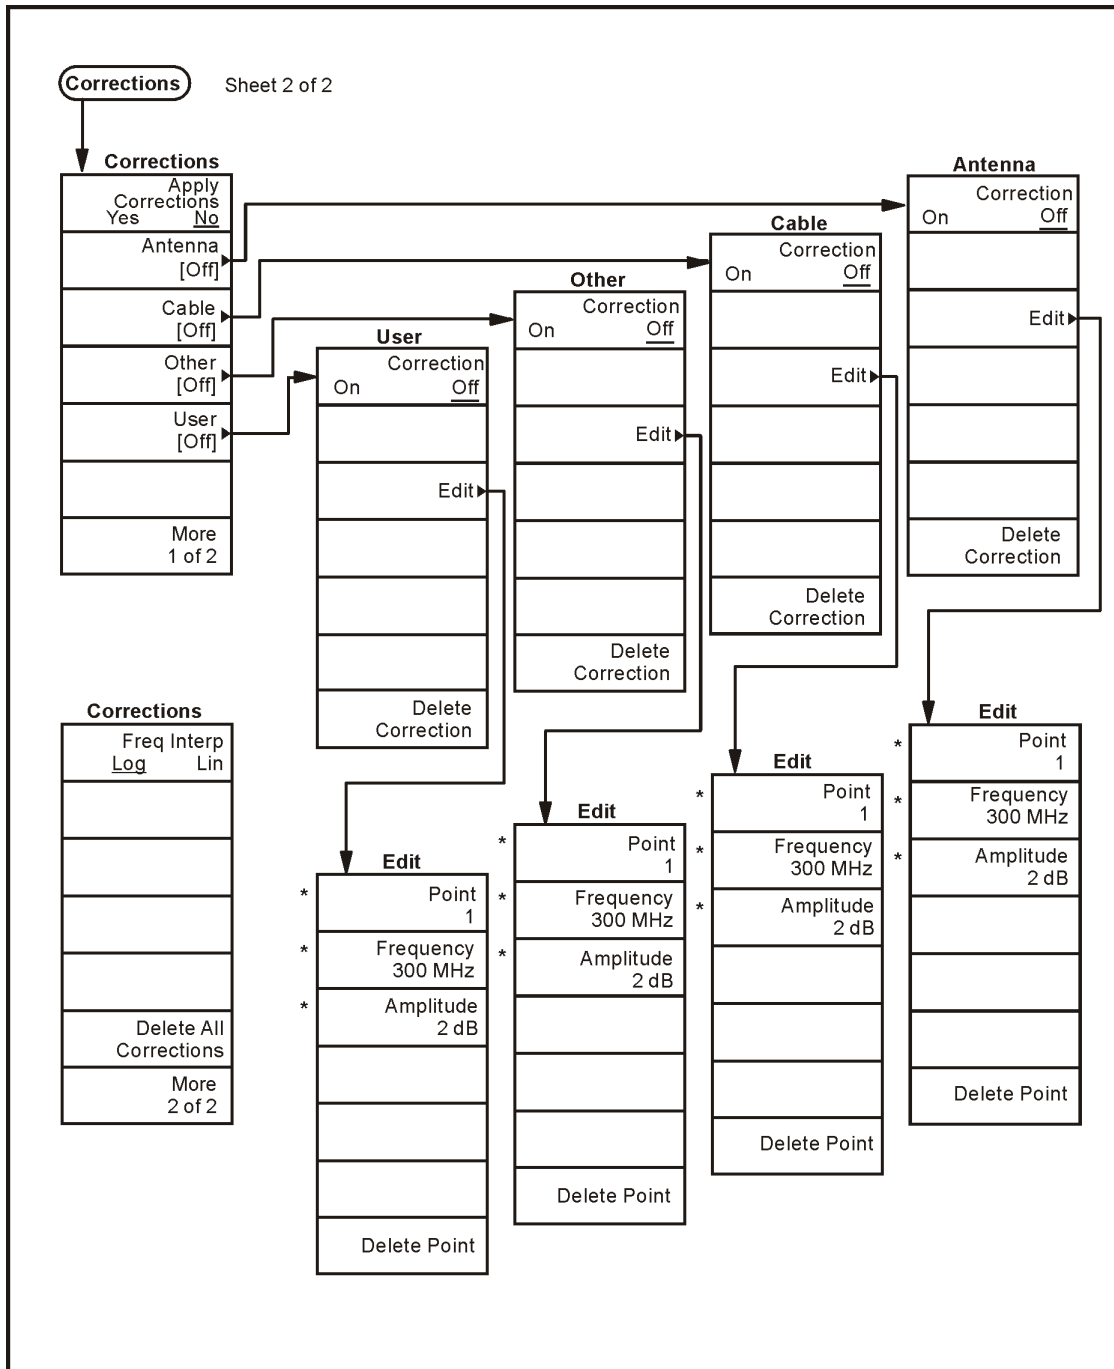 Corrections
Sheet 2 of 2
Corrections
Apply
Corrections
Yes No
Antenna
[Off]
Cable
[Off]
Other
[Off]
User
[Off]
More
1 of 2
User
Correction
On Off
Edit
Delete
Correction
Other
Correction
On Off
Edit
Delete
Correction
Cable
Correction
On Off
Edit
Delete
Correction
Antenna
Correction
On Off
Edit
Delete
Correction
Corrections
Freq Interp
Log Lin
Delete All
Corrections
More
2 of 2
Edit
* Point
1
* Frequency
300 MHz
* Amplitude
2 dB
Delete Point
Edit
* Point
1
* Frequency
300 MHz
* Amplitude
2 dB
Delete Point
Edit
* Point
1
* Frequency
300 MHz
* Amplitude
2 dB
Delete Point
Edit
* Point
1
* Frequency
300 MHz
* Amplitude
2 dB
Delete Point